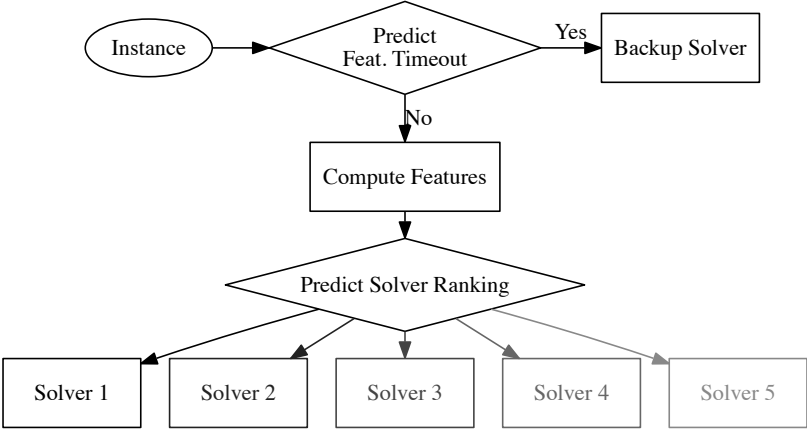 Instance
Predict
Feat. Timeout
Yes
Backup Solver
No
Compute Features
Predict Solver Ranking
Solver 1
Solver 2
Solver 3
Solver 4
Solver 5